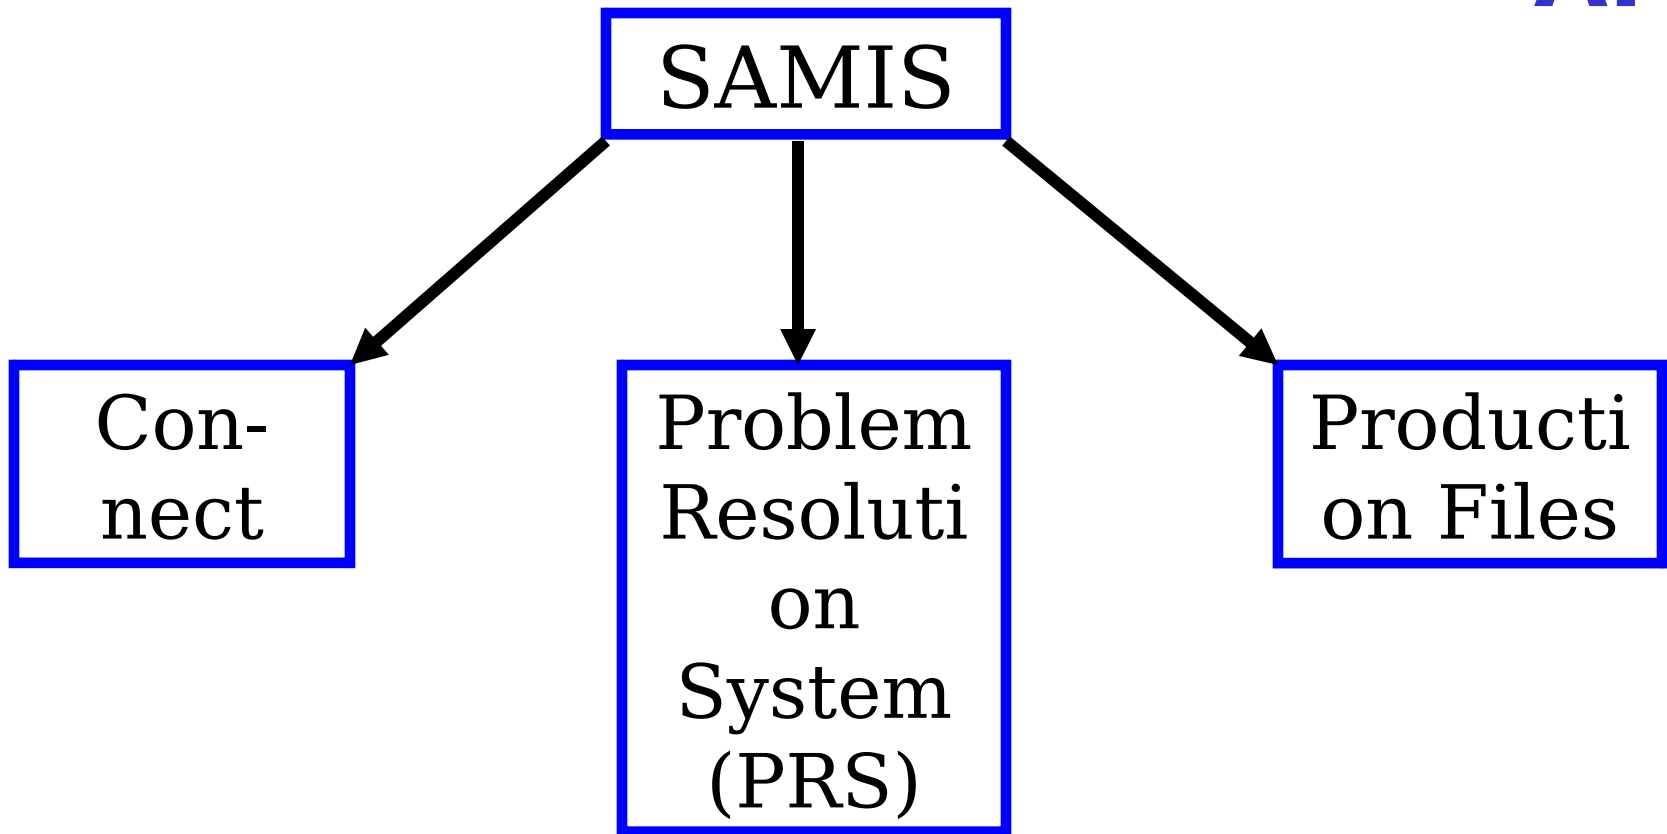 SAMIS
Con-
nect
Problem
Resoluti
on
System
(PRS)
Producti
on Files